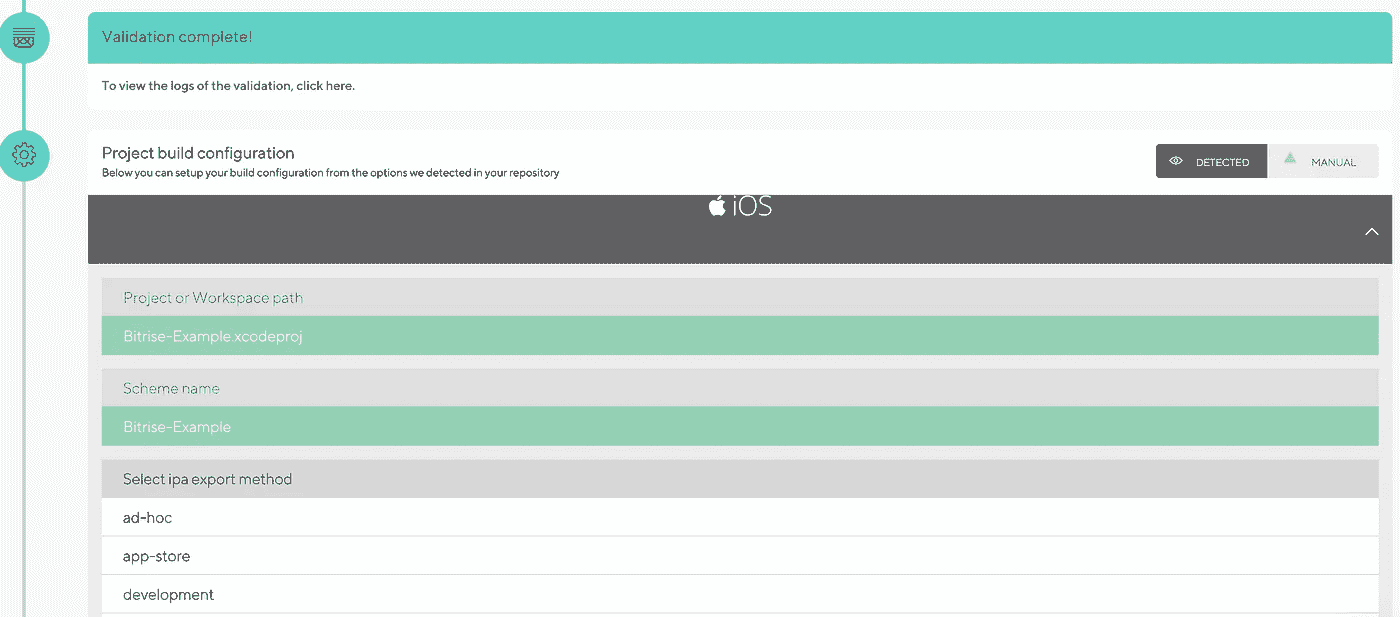 Validation complete!
To view the logs of the validation, click here.
Project build configuration
Below you can setup your build configuration from the options we detected in your repository
DETECTED
MANUAL
iOS
Project or Workspace path
Bitrise-Example.xcodeproj
Scheme name
Bitrise-Example
Select ipa export method
ad-hoc
app-store
development